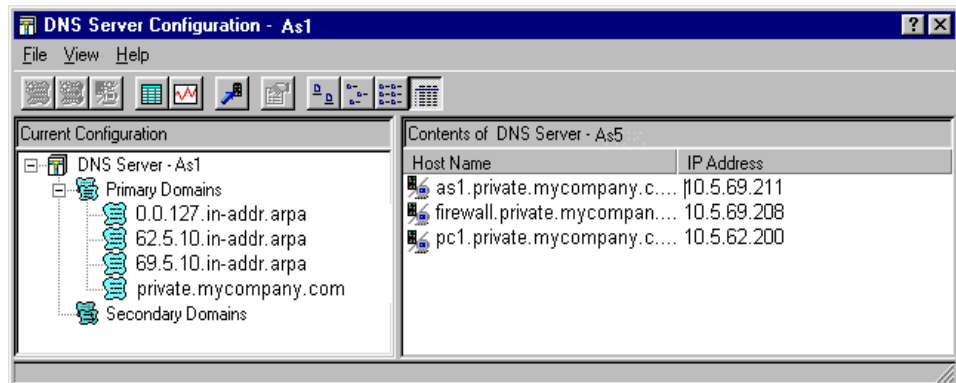 DNS Server Configuration - As1
File View Help
Current Configuration
DNS Server - As1
Primary Domains
0.0.127.in-addr.arpa
62.5.10.in-addr.arpa
69.5.10.in-addr.arpa
private.mycompany.com
Secondary Domains
Contents of DNS Server - As5
Host Name IP Address
as1.private.mycompany.c.... 10.5.69.211
firewall.private.mycompan.... 10.5.69.208
pc1.private.mycompany.c.... 10.5.62.200